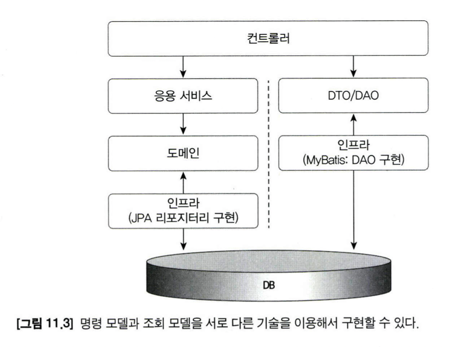 컨트롤러
응용 서비스
DTO/DAO
도메인
인프라
(MyBatis: DAO 구현)
인프라
(JPA 리포지터리 구현)
DB
[그림 11.3] 명령 모델과 조회 모델을 서로 다른 기술을 이용해서 구현할 수 있다.